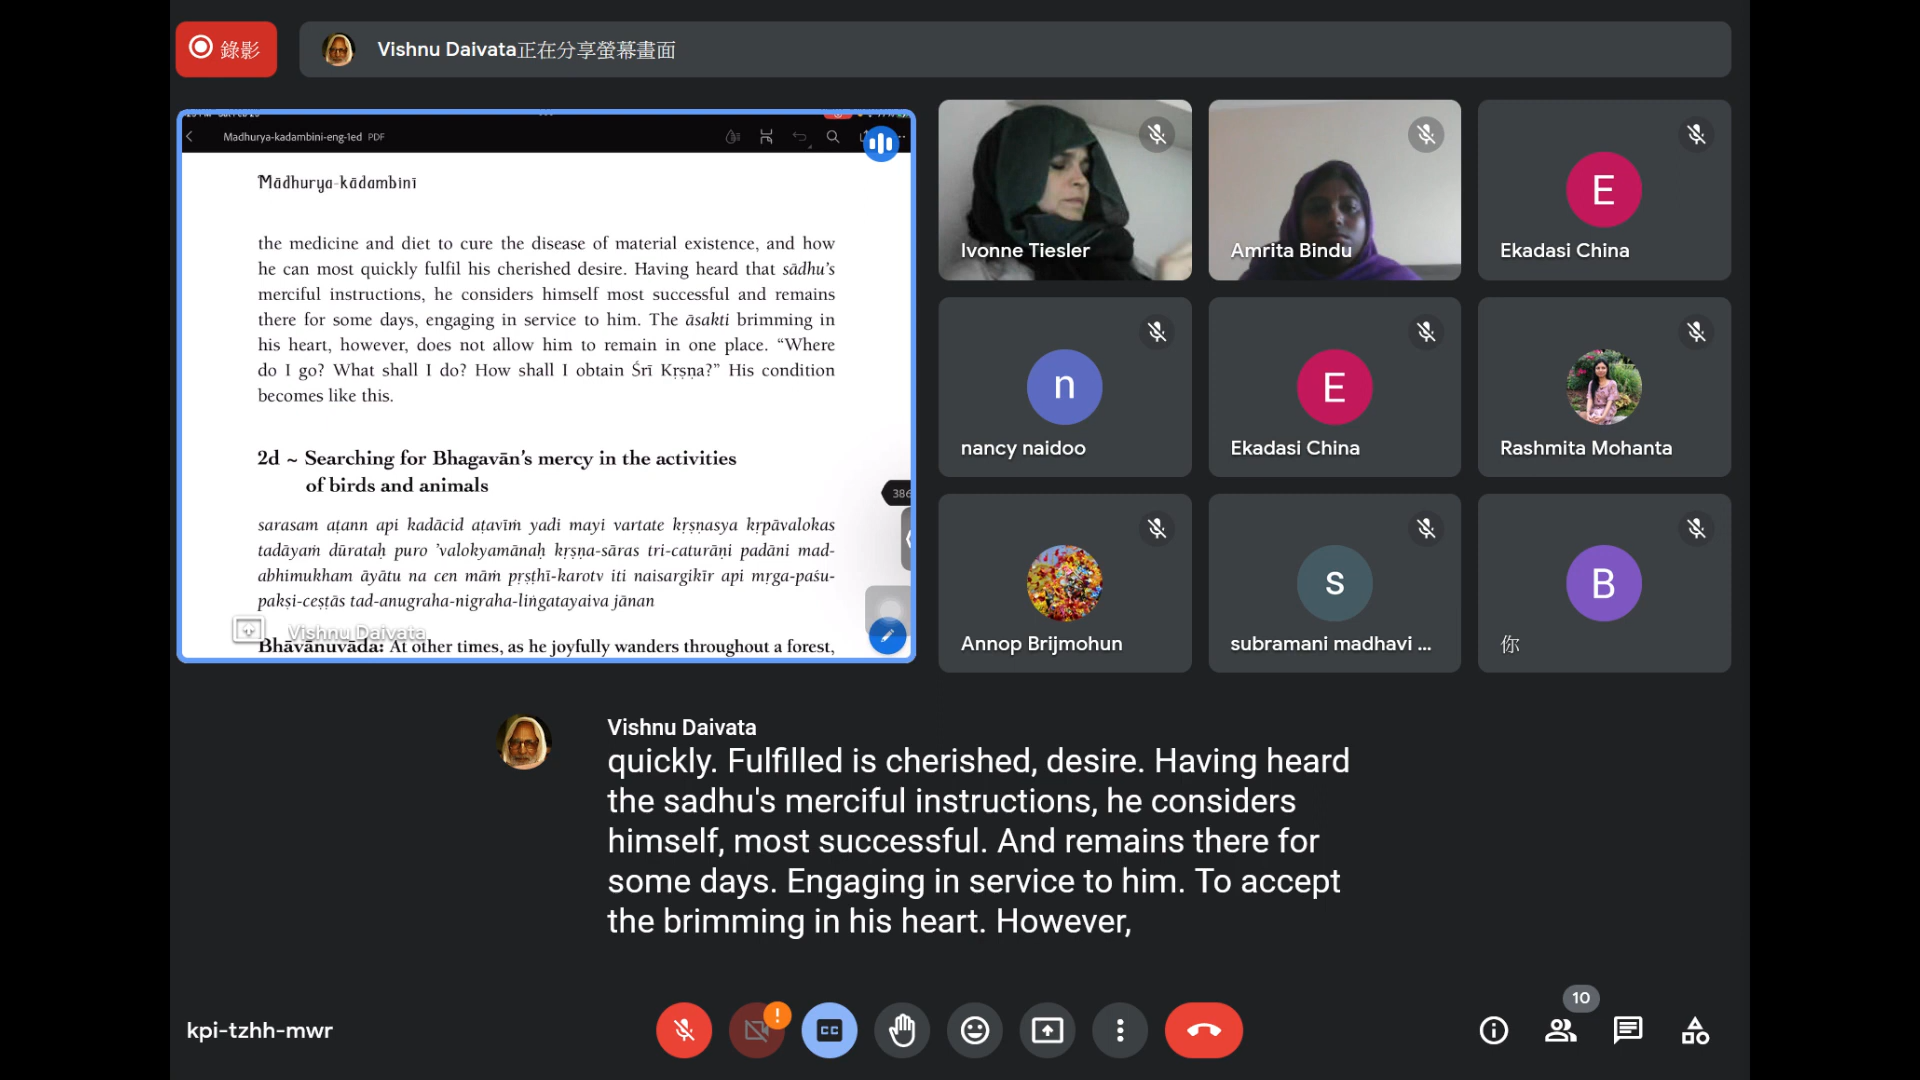 錄影
Vishnu Daivata正在分享螢幕畫面
Madhurya-kadambini-eng-1ed PDF
Mādhurya-kādambinī
the medicine and diet to cure the disease of material existence, and how
he can most quickly fulfil his cherished desire. Having heard that sādhu's
merciful instructions, he considers himself most successful and remains
there for some days, engaging in service to him. The āsakti brimming in
his heart, however, does not allow him to remain in one place. “Where
do I go? What shall I do? How shall I obtain Śrī Kṛṣṇa?” His condition
becomes like this.
2d ~ Searching for Bhagavān’s mercy in the activities
of birds and animals
386
sarasam aṭann api kadācid aṭavīṁ yadi mayi vartate kṛṣṇasya kṛpāvalokas
tadāyaṁ dūrataḥ puro ’valokyamānaḥ kṛṣṇa-sāras tri-caturāṇi padāni mad-
abhimukham āyātu na cen māṁ pṛṣṭhī-karotv iti naisargikīr api mṛga-paśu-
pakṣi-ceṣṭās tad-anugraha-nigraha-liṅgatayaiva jānan
Vishnu Daivata
Bhāvānuvāda: At other times, as he joyfully wanders throughout a forest,
Ivonne Tiesler
Amrita Bindu
E
Ekadasi China
n
nancy naidoo
E
Ekadasi China
Rashmita Mohanta
Annop Brijmohun
s
subramani madhavi ...
B
你
Vishnu Daivata
quickly. Fulfilled is cherished, desire. Having heard
the sadhu's merciful instructions, he considers
himself, most successful. And remains there for
some days. Engaging in service to him. To accept
the brimming in his heart. However,
kpi-tzhh-mwr
!
CC
10